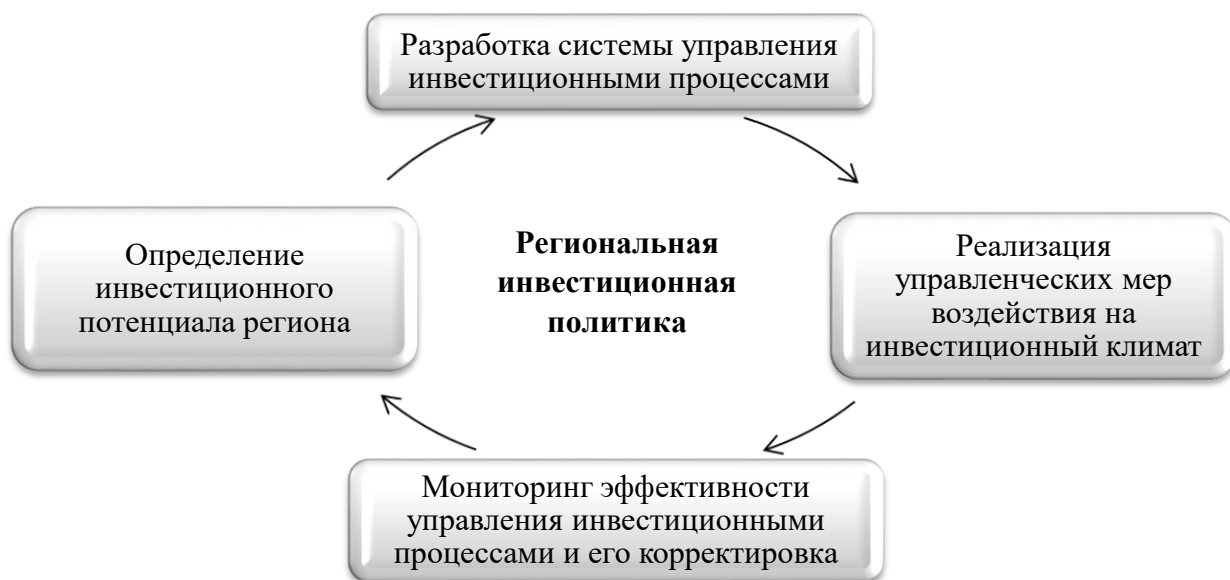 Разработка системы управления
инвестиционными процессами
Определение
инвестиционного
потенциала региона
Региональная
инвестиционная
политика
Реализация
управленческих мер
воздействия на
инвестиционный климат
Мониторинг эффективности
управления инвестиционными
процессами и его корректировка